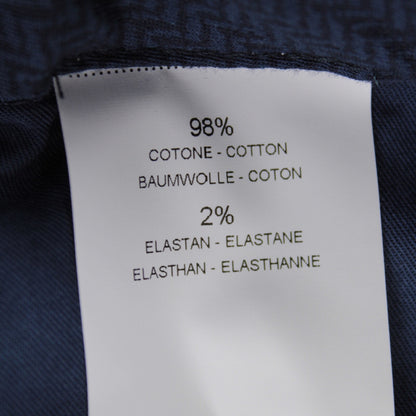 98%
COTONE - COTTON
BAUMWOLLE - COTON
2%
ELASTAN - ELASTANE
ELASTHAN - ELASTHANNE